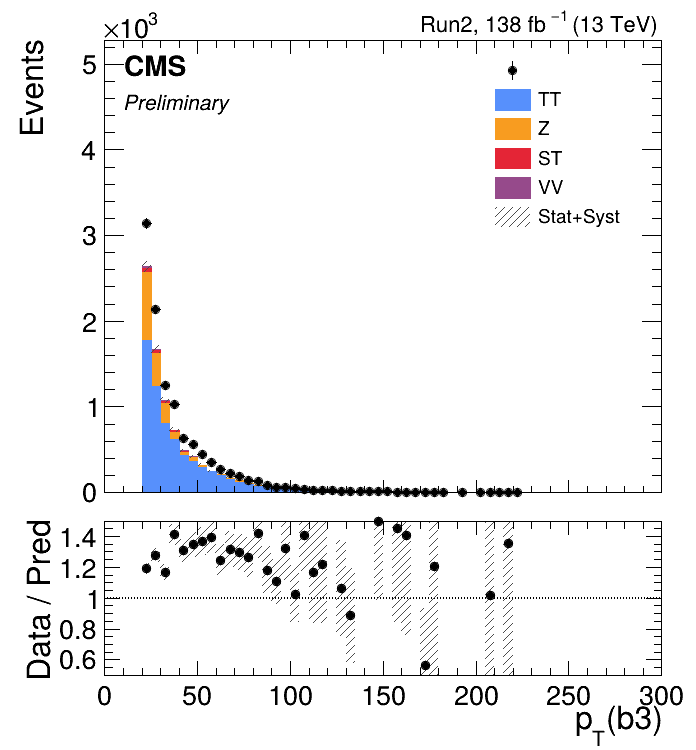 ×10³
Run2, 138 fb⁻¹ (13 TeV)
Events
5
4
3
2
1
0
CMS
Preliminary
TT
Z
ST
VV
Stat+Syst
Data / Pred
1.4
1.2
1
0.8
0.6
0
50
100
150
200
250
300
p_T(b3)